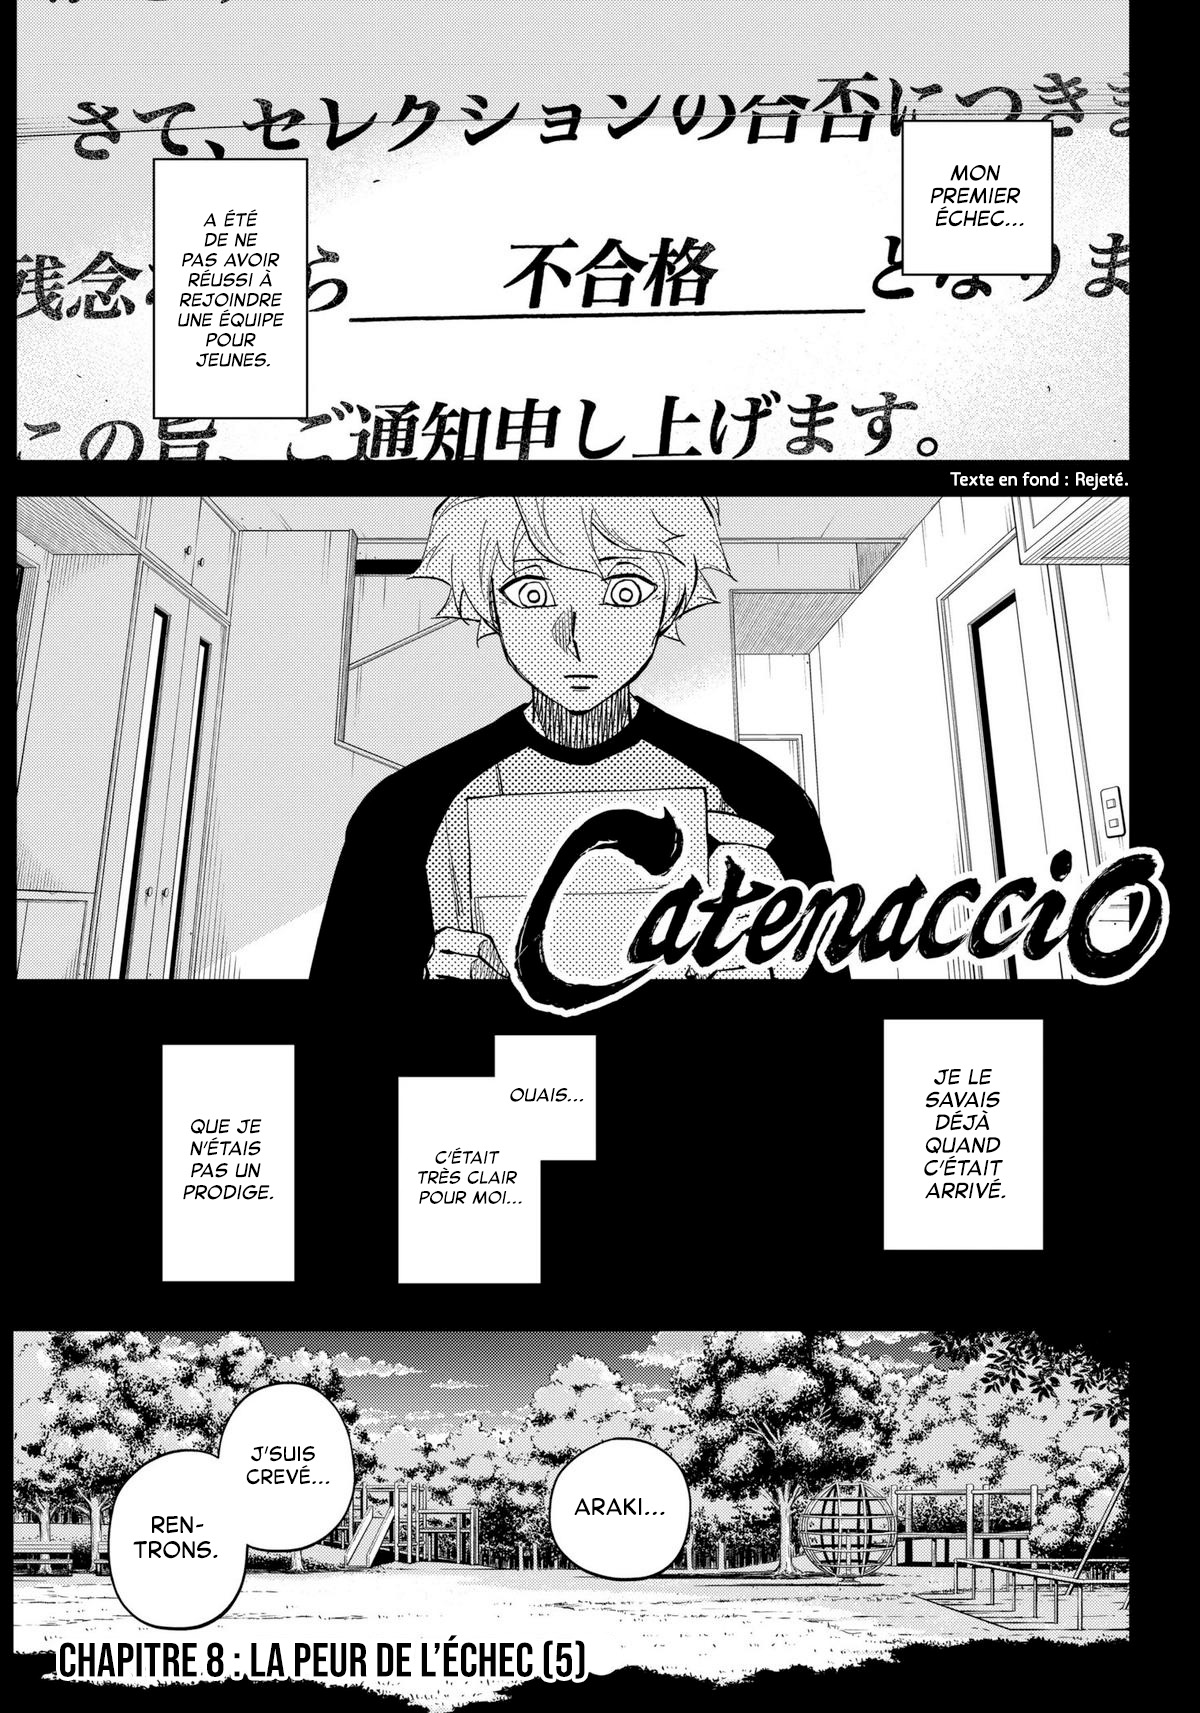 さて、セレクションの合否につきま
MON
PREMIER
ÉCHEC...
A ÉTÉ
DE NE
PAS AVOIR
RÉUSSI À
REJOINDRE
UNE ÉQUIPE
POUR
JEUNES.
残念 ら 不合格 となりま
この旨、ご通知申し上げます。
Texte en fond : Rejeté.
Catenaccio
JE LE
SAVAIS
DÉJÀ
QUAND
C'ÉTAIT
ARRIVÉ.
OUAIS...
C'ÉTAIT
TRÈS CLAIR
POUR MOI...
QUE JE
N'ÉTAIS
PAS UN
PRODIGE.
ARAKI...
J'SUIS
CREVÉ...
REN-
TRONS.
CHAPITRE 8 : LA PEUR DE L'ÉCHEC (5)